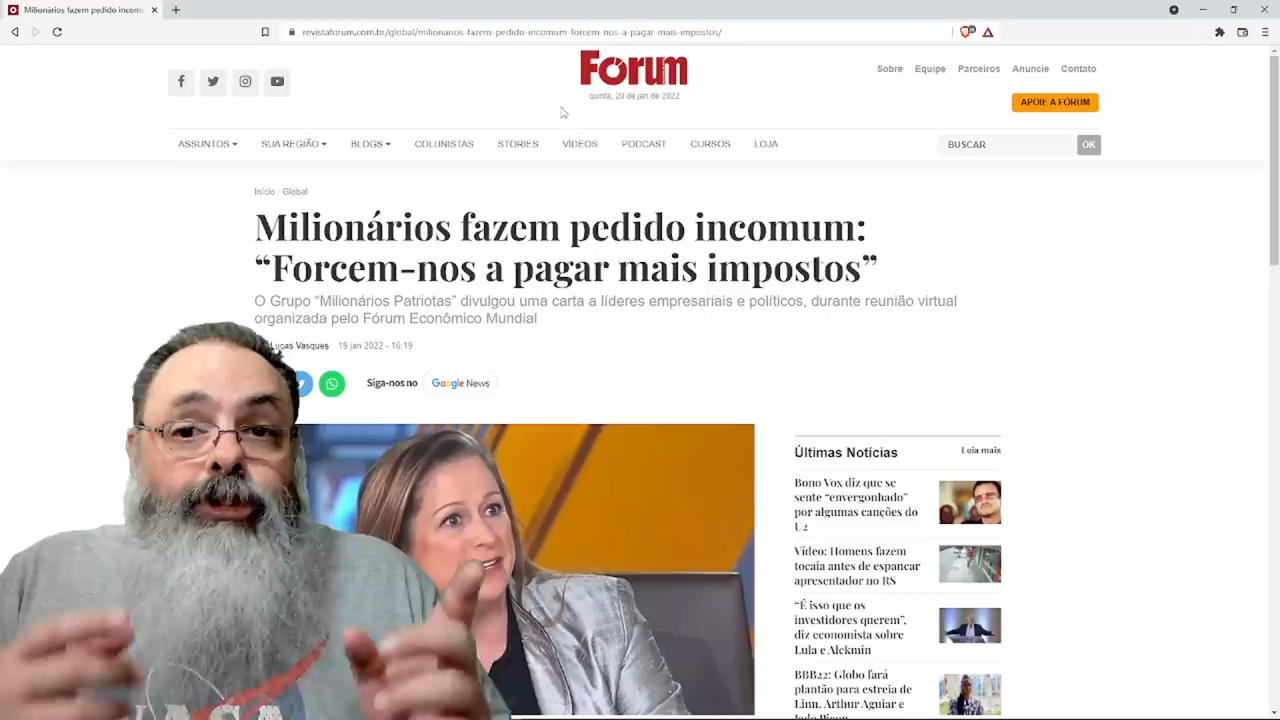 Milionários fazem pedido incomu
revistaforum.com.br/global/milionarios-fazem-pedido-incomum-forcem-nos-a-pagar-mais-impostos/
Forum
quinta, 20 de jan de 2022
Sobre
Equipe
Parceiros
Anuncie
Contato
APOIE A FÓRUM
ASSUNTOS
SUA REGIÃO
BLOGS
COLUNISTAS
STORIES
VÍDEOS
PODCAST
CURSOS
LOJA
BUSCAR
OK
Início / Global
Milionários fazem pedido incomum:
“Forcem-nos a pagar mais impostos”
O Grupo “Milionários Patriotas” divulgou uma carta a líderes empresariais e políticos, durante reunião virtual
organizada pelo Fórum Econômico Mundial
Lucas Vasques
19 jan 2022 - 16:19
Siga-nos no
Google News
Últimas Notícias
Leia mais
Bono Vox diz que se
sente “envergonhado”
por algumas canções do
U2
Vídeo: Homens fazem
tocaia antes de espancar
apresentador no RS
“É isso que os
investidores querem”,
diz economista sobre
Lula e Alckmin
BBB22: Globo fará
plantão para estreia de
Linn, Arthur Aguiar e